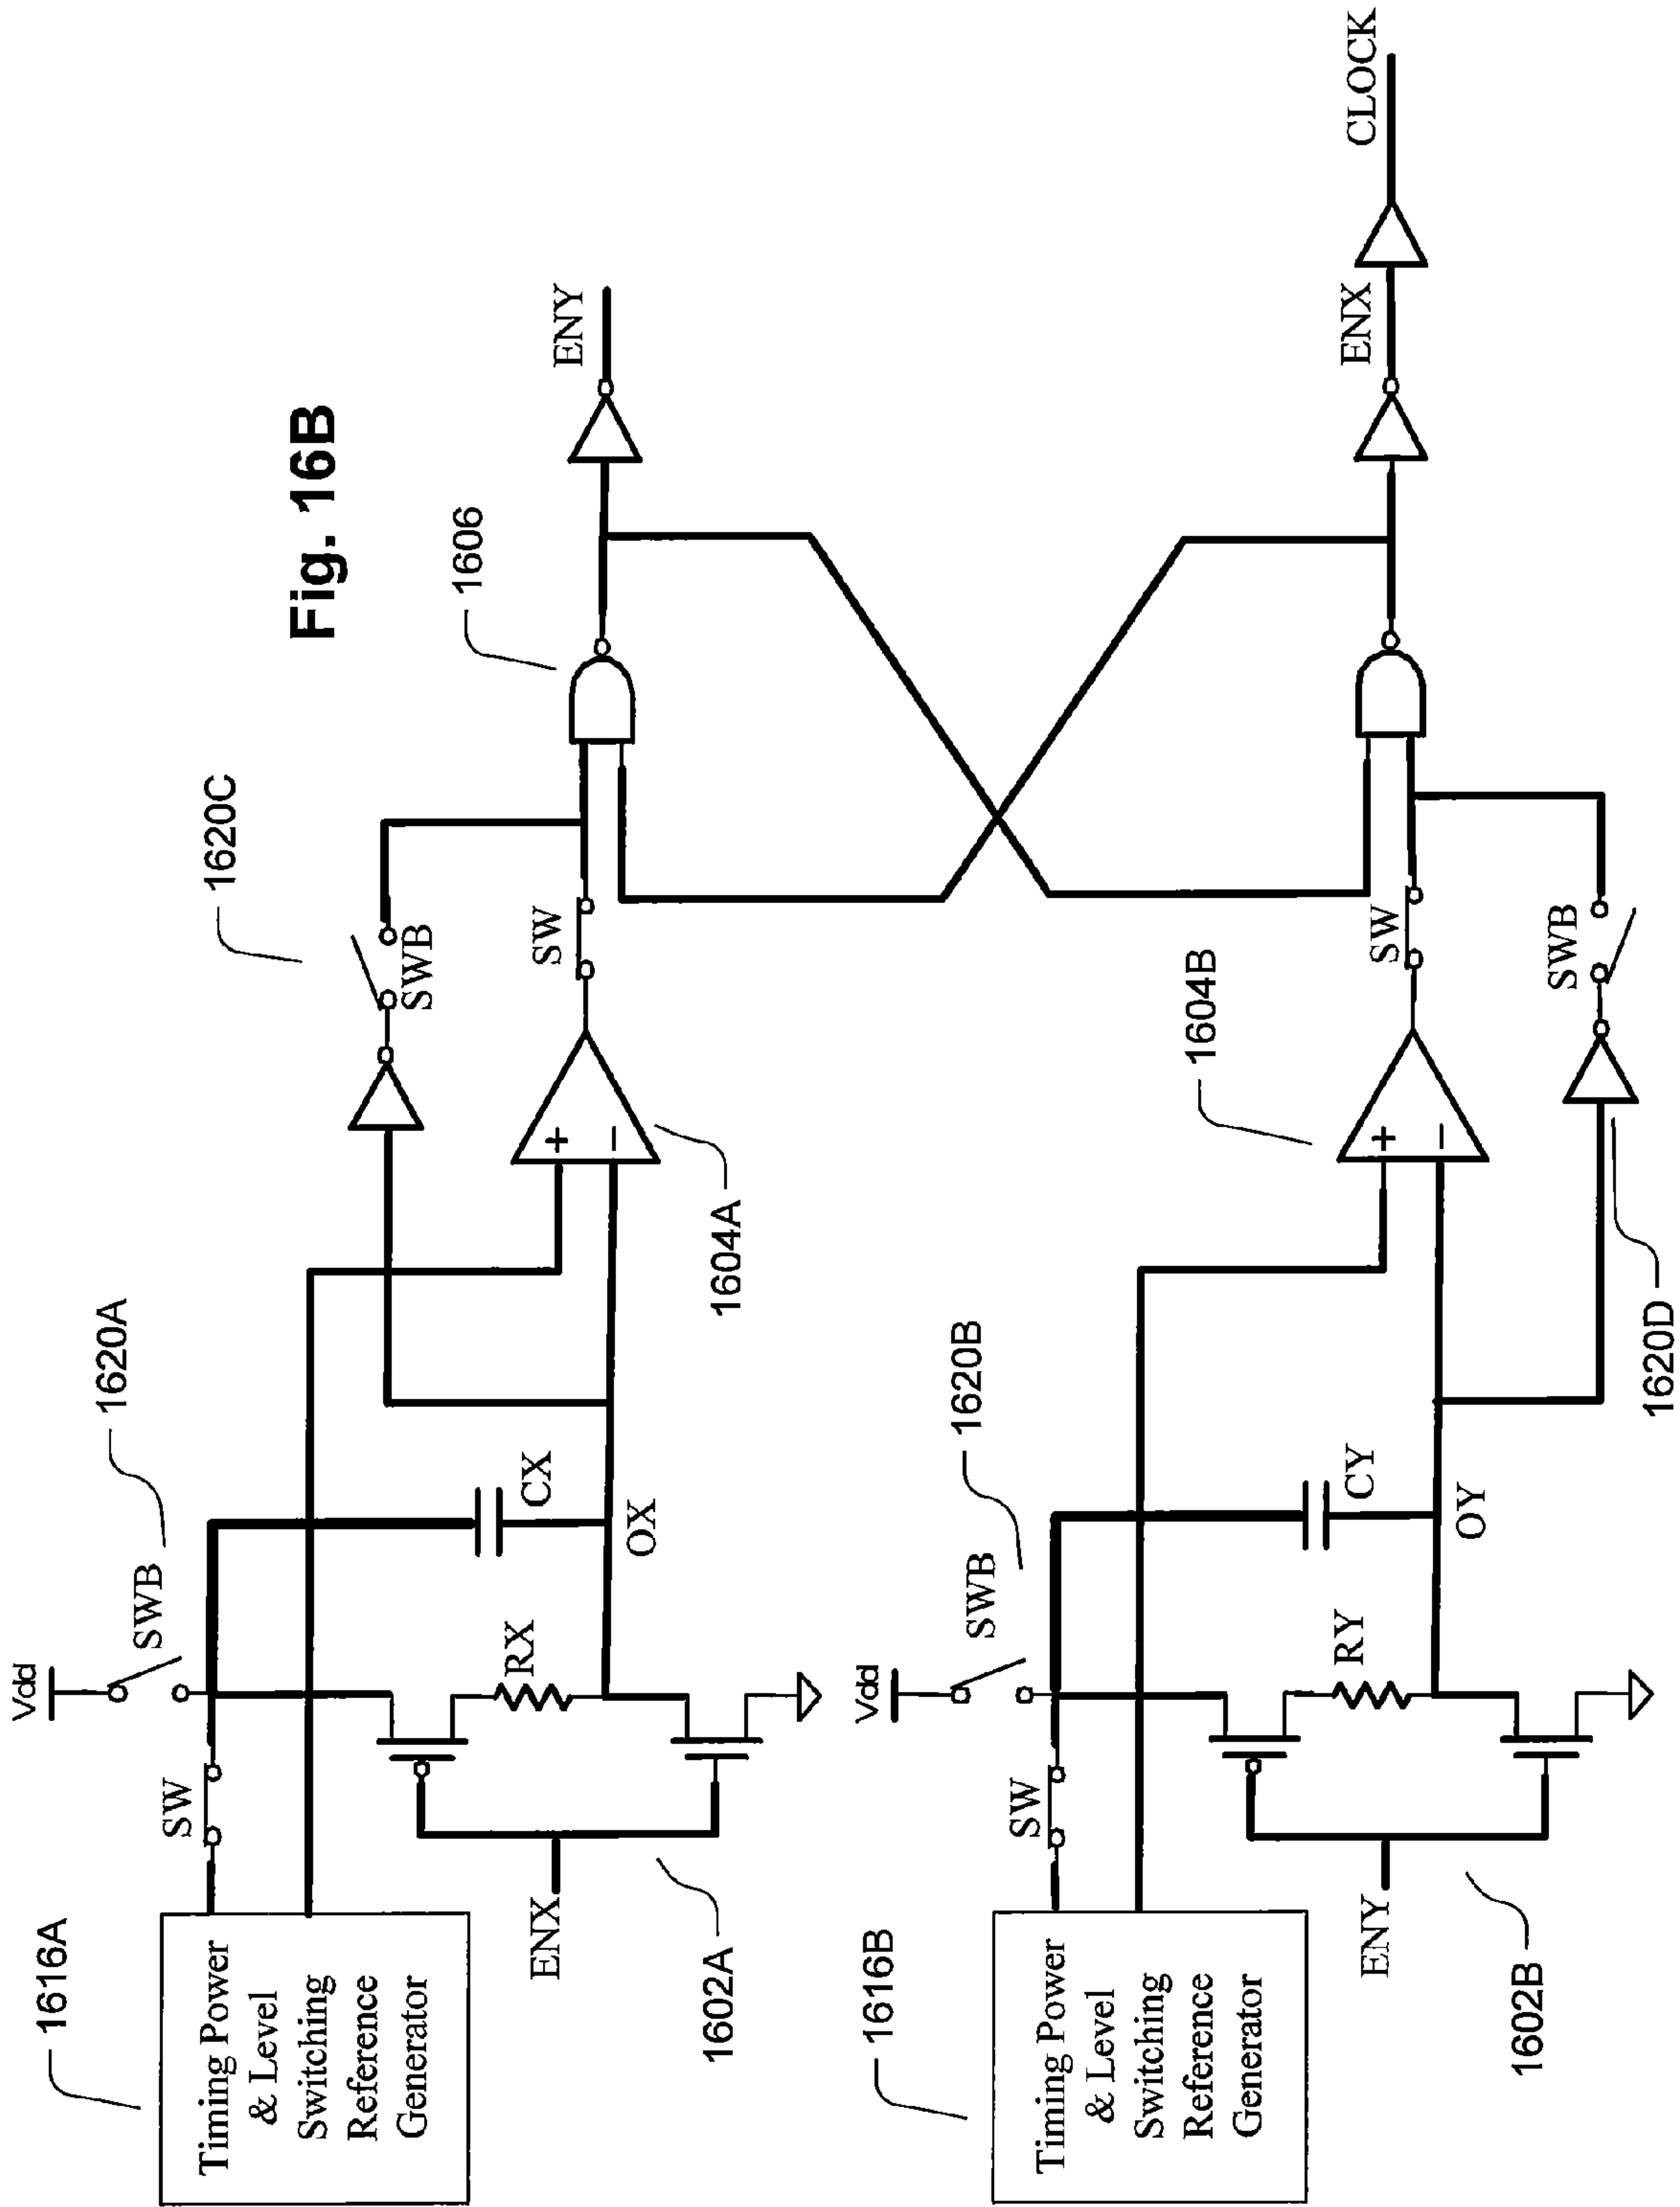 Fig. 16B
1616A
Timing Power
& Level
Switching
Reference
Generator
SW
Vdd
SWB
1620A
ENX
1602A
RX
CX
OX
1604A
+
−
SWB
1620C
SW
1606
ENY
1616B
Timing Power
& Level
Switching
Reference
Generator
SW
Vdd
SWB
1620B
ENY
1602B
RY
CY
OY
1604B
+
−
SW
SWB
1620D
ENX
CLOCK